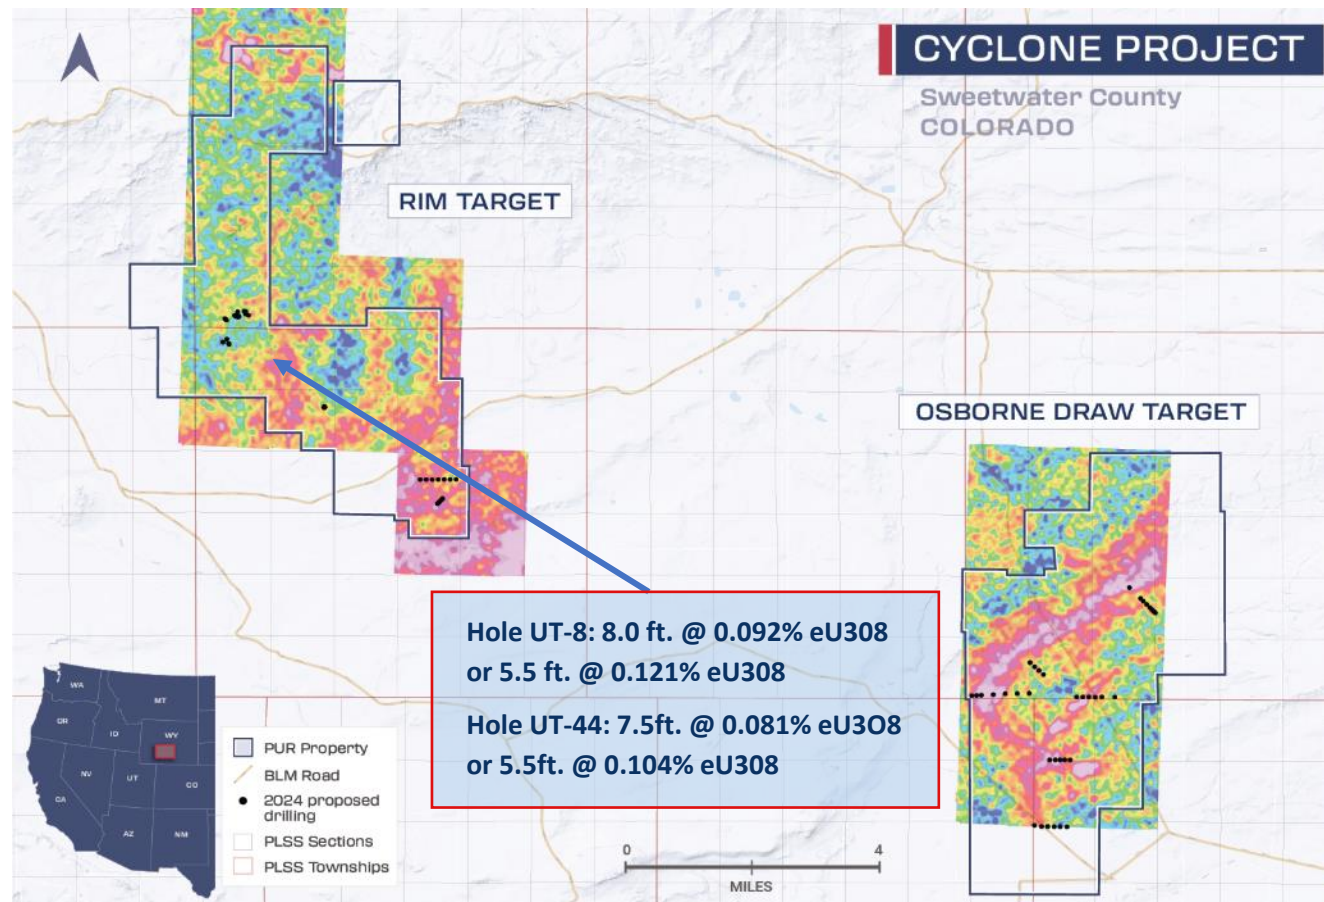 CYCLONE PROJECT
Sweetwater County
COLORADO
RIM TARGET
OSBORNE DRAW TARGET
Hole UT-8: 8.0 ft. @ 0.092% eU308
or 5.5 ft. @ 0.121% eU308
Hole UT-44: 7.5ft. @ 0.081% eU3O8
or 5.5ft. @ 0.104% eU308
WA
MT
OR
ID
WY
NV
UT
CO
CA
AZ
NM
PUR Property
BLM Road
2024 proposed
drilling
PLSS Sections
PLSS Townships
0
4
MILES